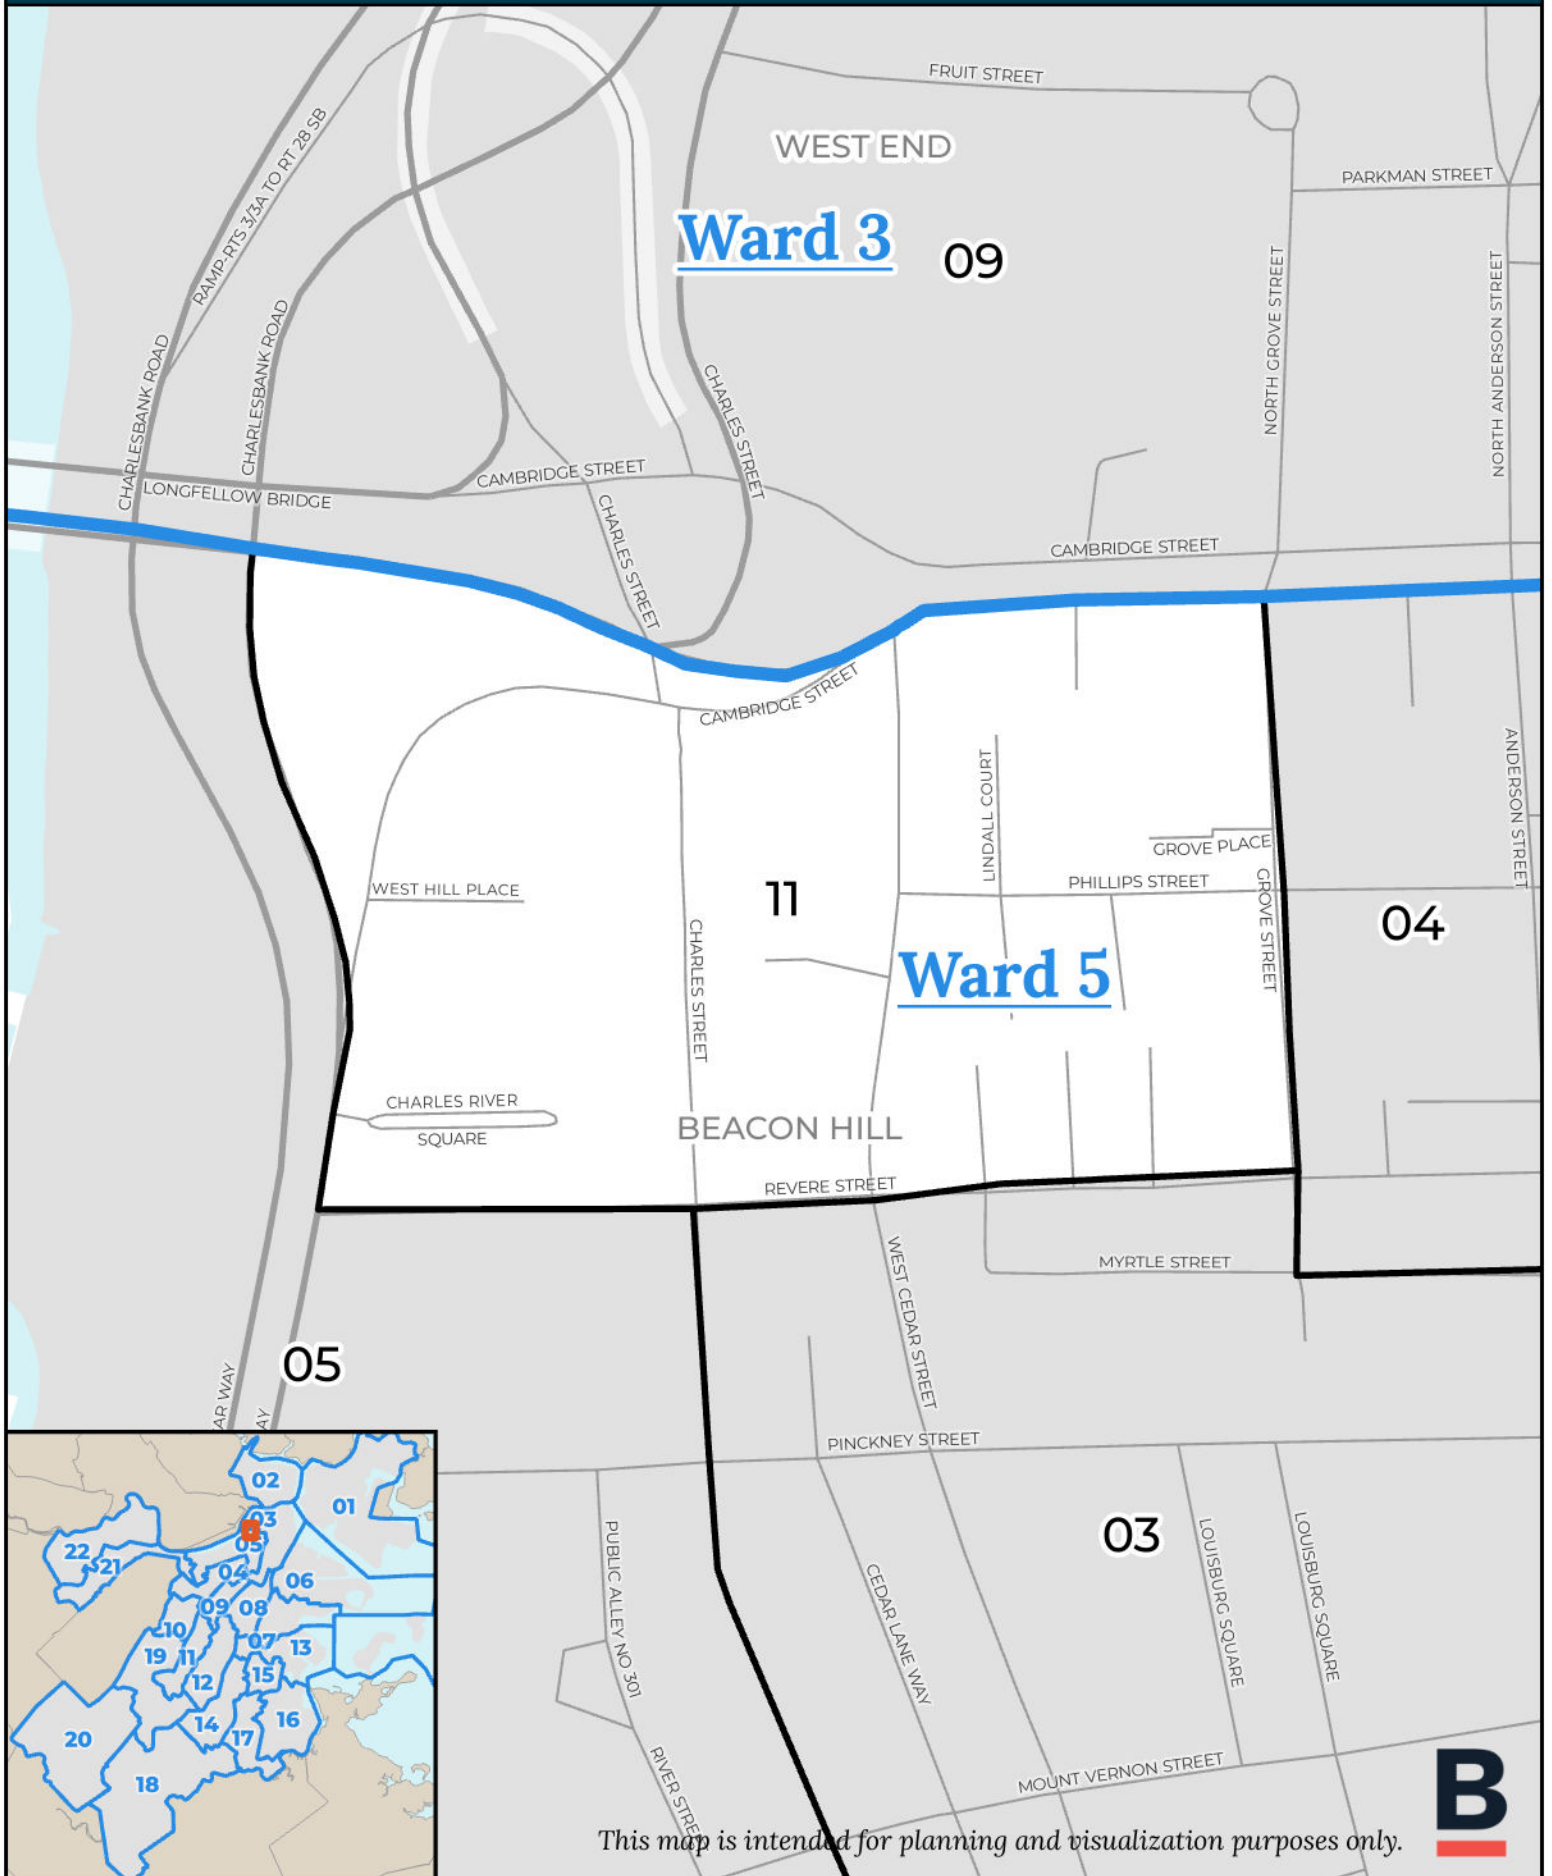 FRUIT STREET
WEST END
PARKMAN STREET
RAMP-RTS 3/3A TO RT 28 SB
Ward 3
09
NORTH GROVE STREET
NORTH ANDERSON STREET
CHARLESBANK ROAD
CHARLESBANK ROAD
CHARLES STREET
CAMBRIDGE STREET
LONGFELLOW BRIDGE
CHARLES STREET
CAMBRIDGE STREET
CAMBRIDGE STREET
LINDALL COURT
ANDERSON STREET
GROVE PLACE
WEST HILL PLACE
11
PHILLIPS STREET
GROVE STREET
04
CHARLES STREET
Ward 5
CHARLES RIVER
SQUARE
BEACON HILL
REVERE STREET
MYRTLE STREET
WEST CEDAR STREET
05
AR WAY
AY
PINCKNEY STREET
03
PUBLIC ALLEY NO 301
CEDAR LANE WAY
LOUISBURG SQUARE
LOUISBURG SQUARE
RIVER STREET
MOUNT VERNON STREET
02
01
03
05
22
21
04
06
09
08
10
07
13
19
11
12
15
14
16
17
20
18
B
This map is intended for planning and visualization purposes only.